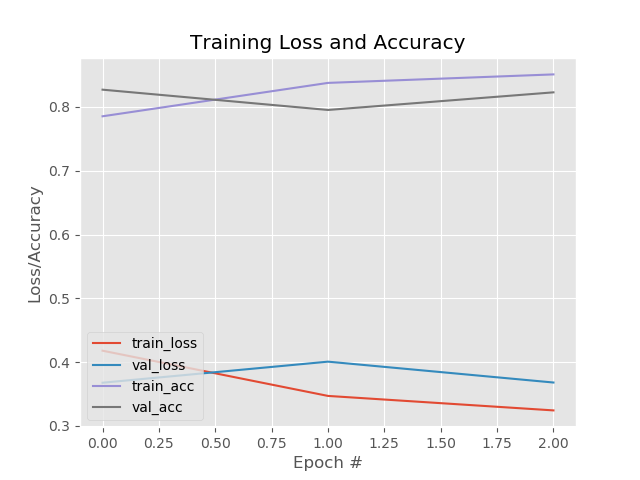 Training Loss and Accuracy
Loss/Accuracy
0.8
0.7
0.6
0.5
0.4
0.3
train_loss
val_loss
train_acc
val_acc
0.00 0.25 0.50 0.75 1.00 1.25 1.50 1.75 2.00
Epoch #